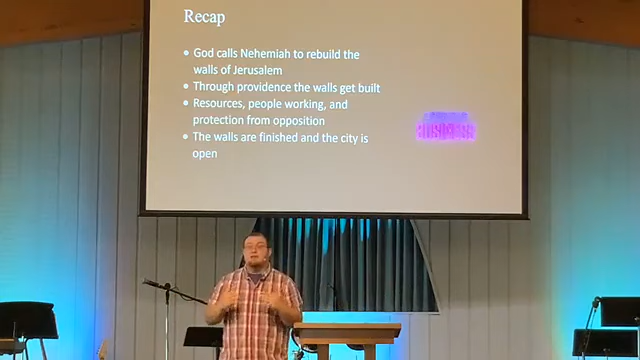 Recap
• God calls Nehemiah to rebuild the
walls of Jerusalem
• Through providence the walls get built
• Resources, people working, and
protection from opposition
• The walls are finished and the city is
open